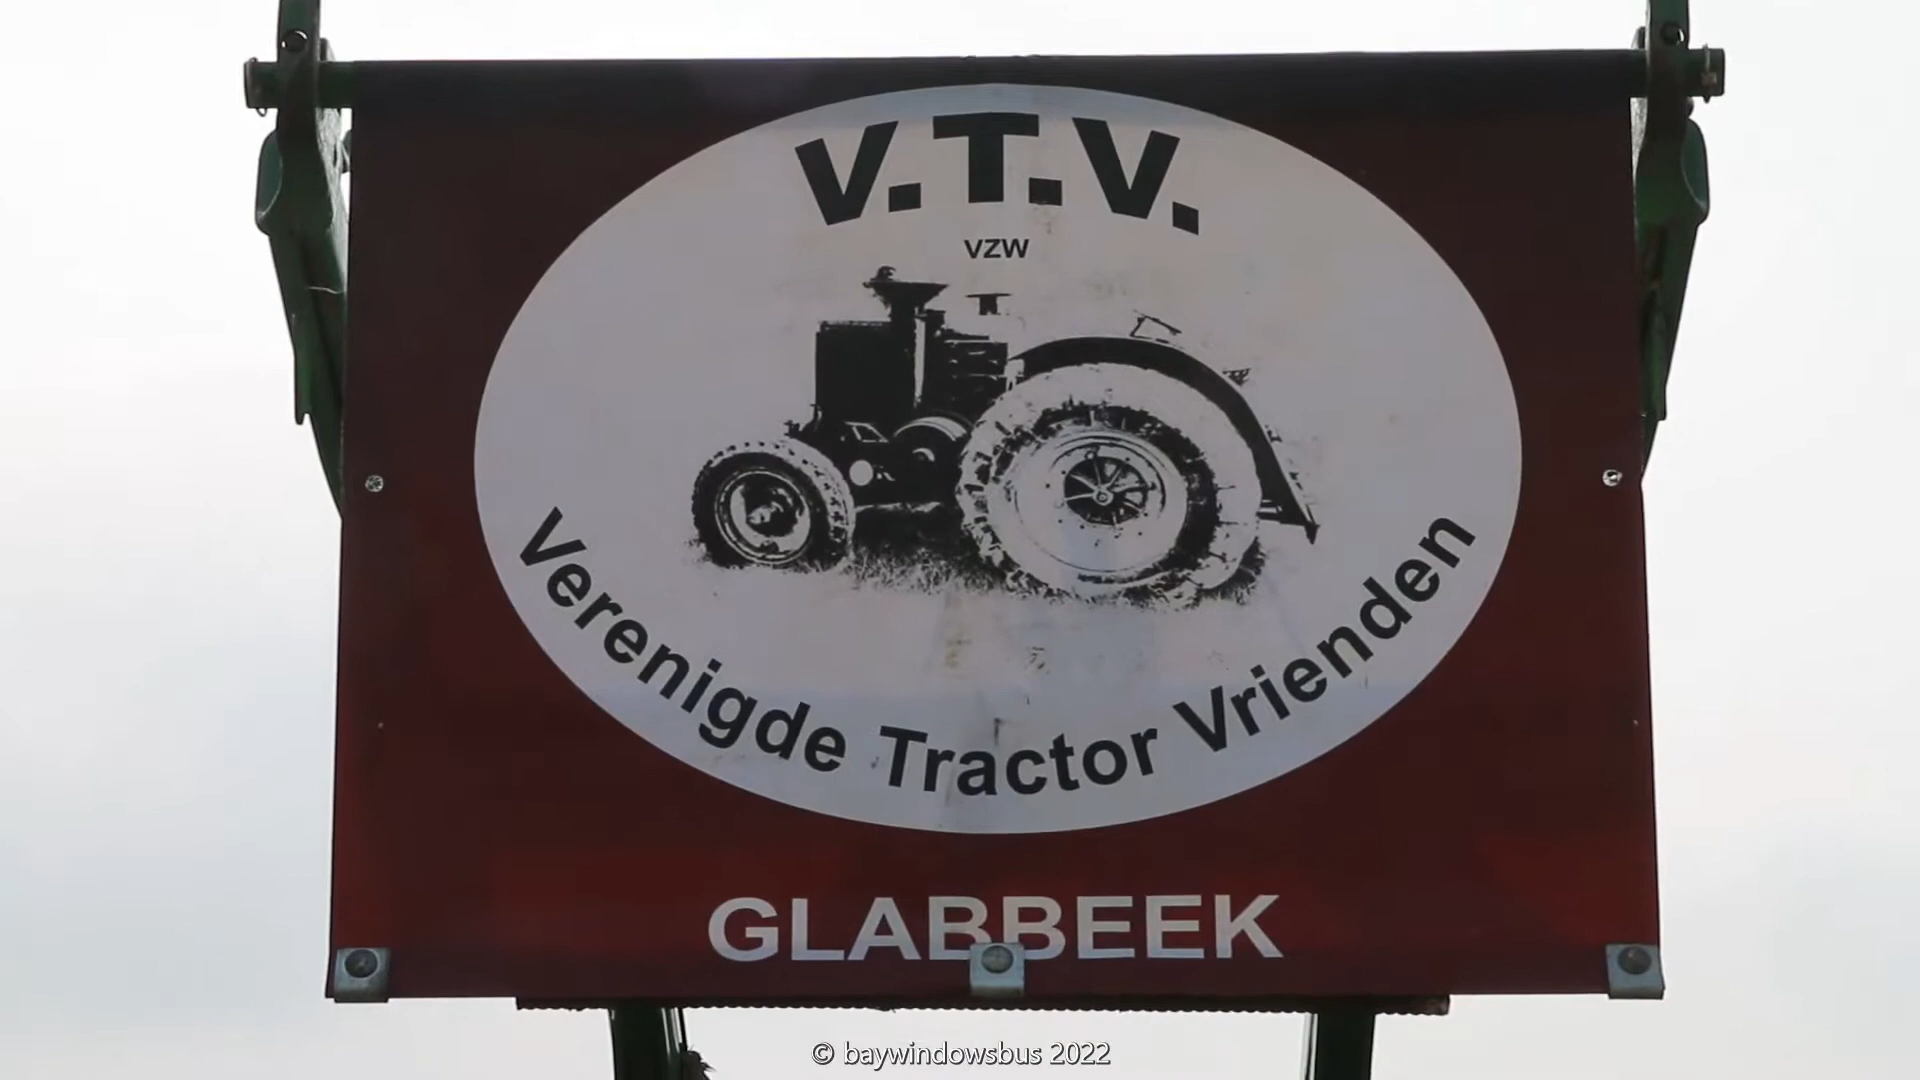 V.T.V.
VZW
Verenigde Tractor Vrienden
GLABBEEK
© baywindowsbus 2022